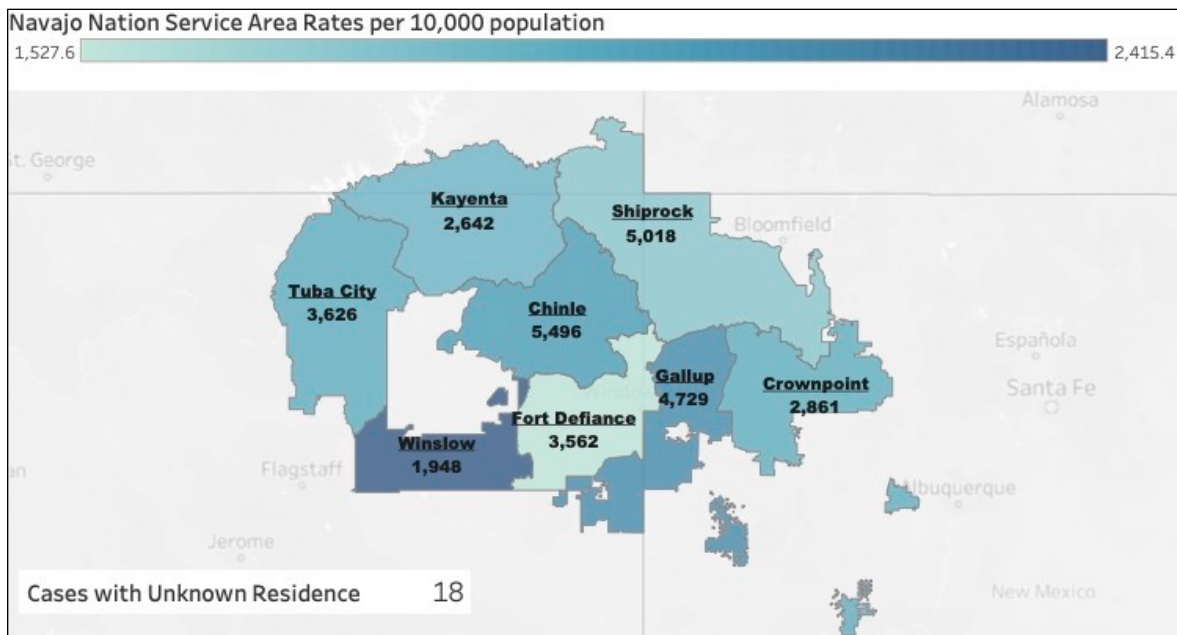 Navajo Nation Service Area Rates per 10,000 population
1,527.6
2,415.4
Alamosa
St. George
Kayenta
2,642
Shiprock
5,018
Bloomfield
Tuba City
3,626
Chinle
5,496
Española
Gallup
4,729
Crownpoint
2,861
Santa Fe
Fort Defiance
3,562
Winslow
1,948
Flagstaff
Albuquerque
Jerome
Cases with Unknown Residence 18
New Mexico